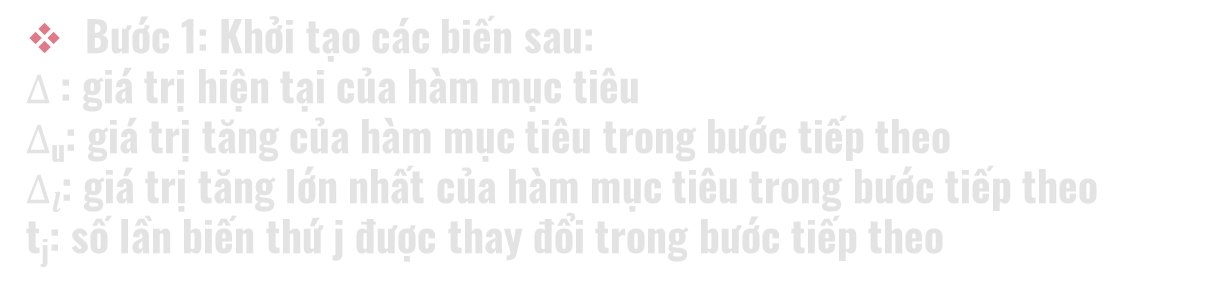 ❖ Bước 1: Khởi tạo các biến sau:
Δ : giá trị hiện tại của hàm mục tiêu
Δu: giá trị tăng của hàm mục tiêu trong bước tiếp theo
Δl: giá trị tăng lớn nhất của hàm mục tiêu trong bước tiếp theo
tj: số lần biến thứ j được thay đổi trong bước tiếp theo